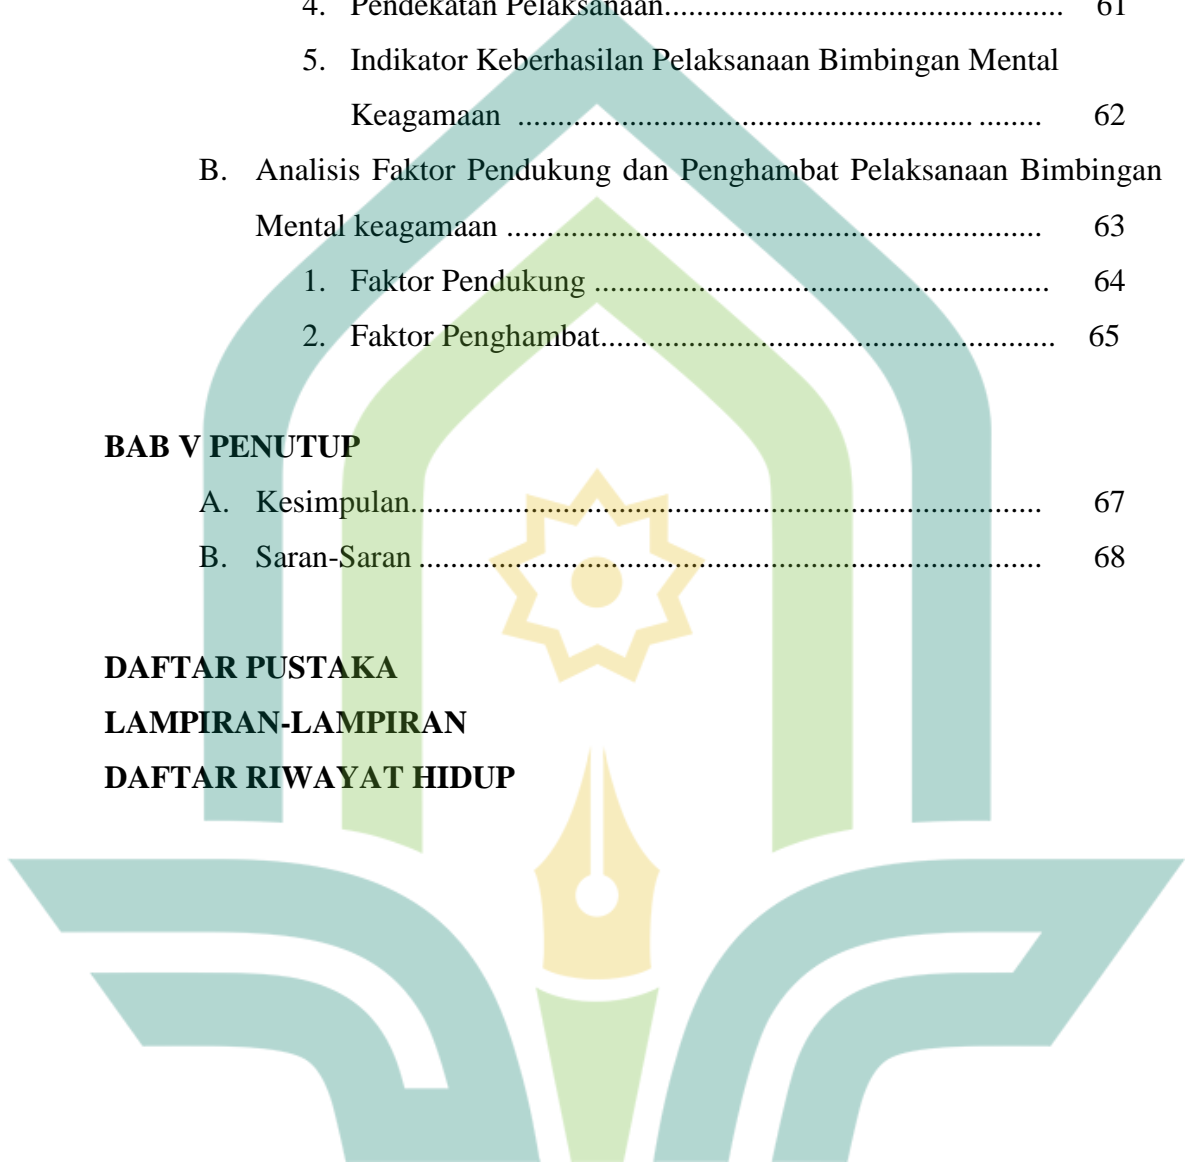 4. Pendekatan Pelaksanaan.................................................. 61
5. Indikator Keberhasilan Pelaksanaan Bimbingan Mental
Keagamaan ......................................................... ........ 62
B. Analisis Faktor Pendukung dan Penghambat Pelaksanaan Bimbingan
Mental keagamaan ................................................................... 63
1. Faktor Pendukung ......................................................... 64
2. Faktor Penghambat......................................................... 65
BAB V PENUTUP
A. Kesimpulan............................................................................... 67
B. Saran-Saran .............................................................................. 68
DAFTAR PUSTAKA
LAMPIRAN-LAMPIRAN
DAFTAR RIWAYAT HIDUP